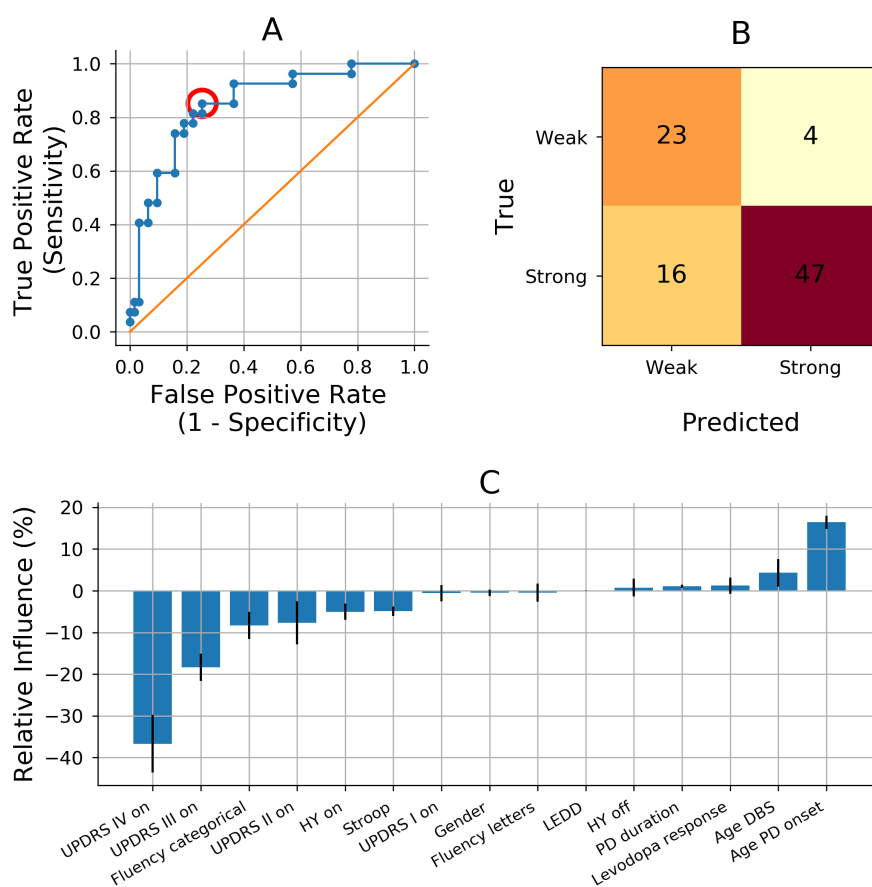 A
1.0
0.8
0.6
0.4
0.2
0.0
True Positive Rate
(Sensitivity)
0.0 0.2 0.4 0.6 0.8 1.0
False Positive Rate
(1 - Specificity)
B
Weak
23 4
True
Strong
16 47
Weak Strong
Predicted
C
20
10
0
−10
−20
−30
−40
Relative Influence (%)
UPDRS IV on
UPDRS III on
Fluency categorical
UPDRS II on
HY on
Stroop
UPDRS I on
Gender
Fluency letters
LEDD
HY off
PD duration
Levodopa response
Age DBS
Age PD onset